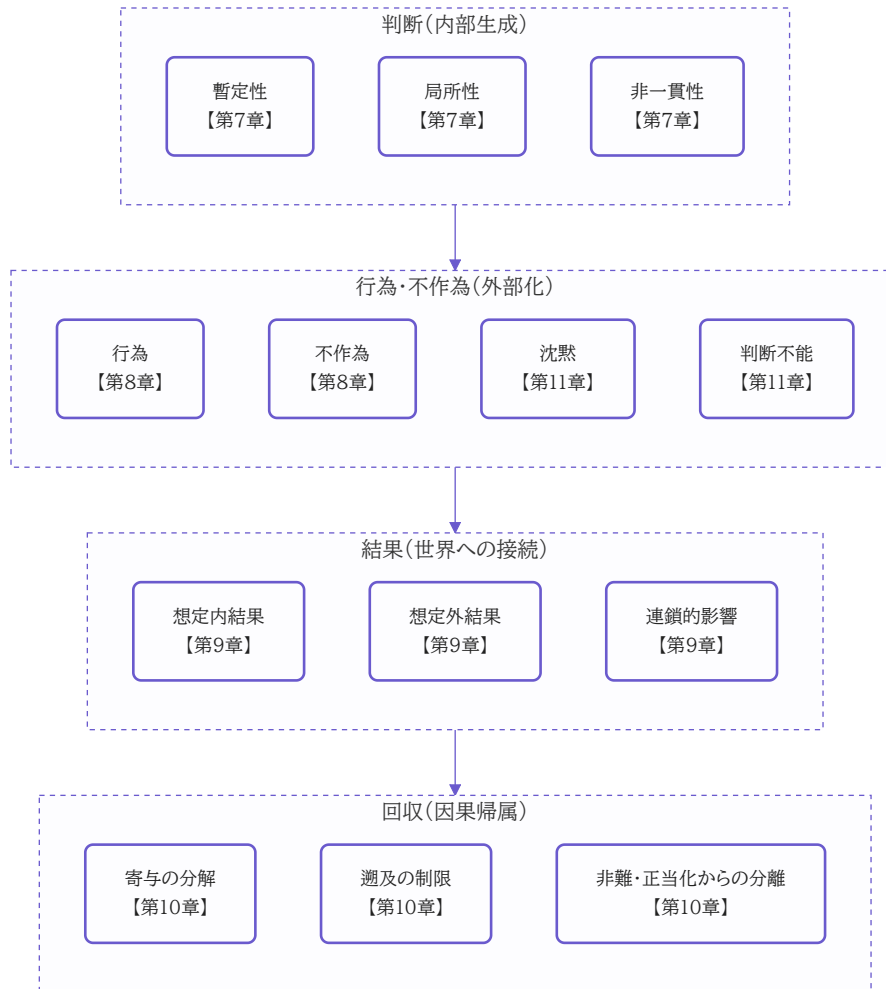 判断(内部生成)
暫定性
【第7章】
局所性
【第7章】
非一貫性
【第7章】
行為・不作為(外部化)
行為
【第8章】
不作為
【第8章】
沈黙
【第11章】
判断不能
【第11章】
結果(世界への接続)
想定内結果
【第9章】
想定外結果
【第9章】
連鎖的影響
【第9章】
回収(因果帰属)
寄与の分解
【第10章】
遡及の制限
【第10章】
非難・正当化からの分離
【第10章】